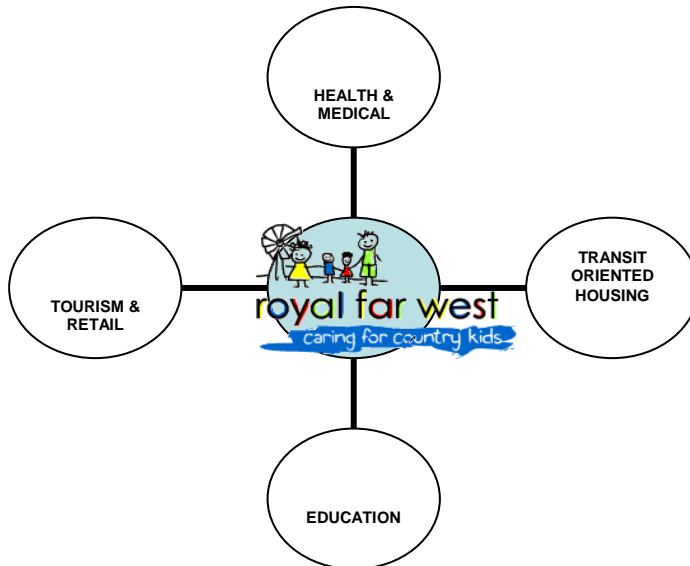 HEALTH &
MEDICAL
TOURISM &
RETAIL
royal far west
caring for country kids
TRANSIT
ORIENTED
HOUSING
EDUCATION